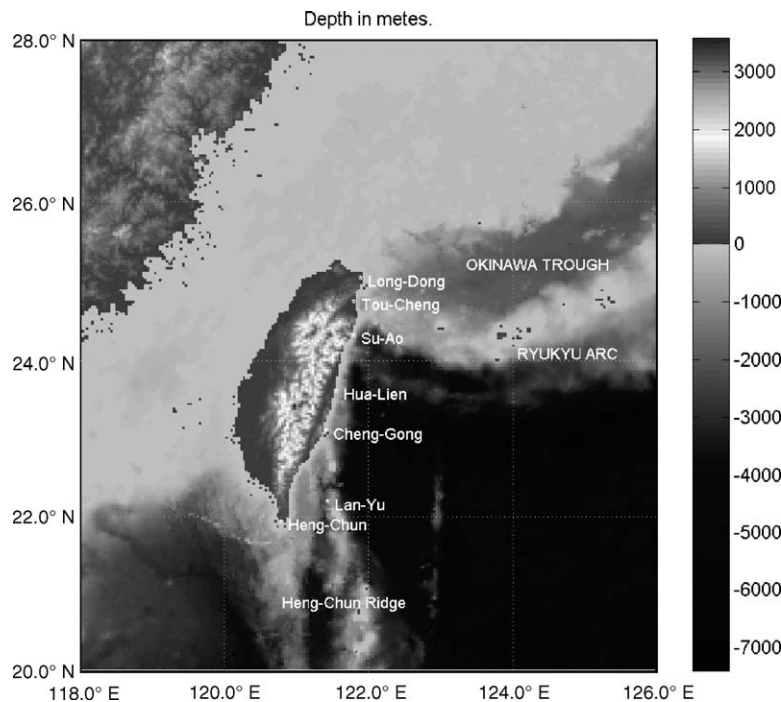 Depth in metes.
28.0° N
26.0° N
24.0° N
22.0° N
20.0° N
118.0° E
120.0° E
122.0° E
124.0° E
126.0° E
Long-Dong
Tou-Cheng
Su-Ao
Hua-Lien
Cheng-Gong
Lan-Yu
Heng-Chun
Heng-Chun Ridge
OKINAWA TROUGH
RYUKYU ARC
3000
2000
1000
0
-1000
-2000
-3000
-4000
-5000
-6000
-7000